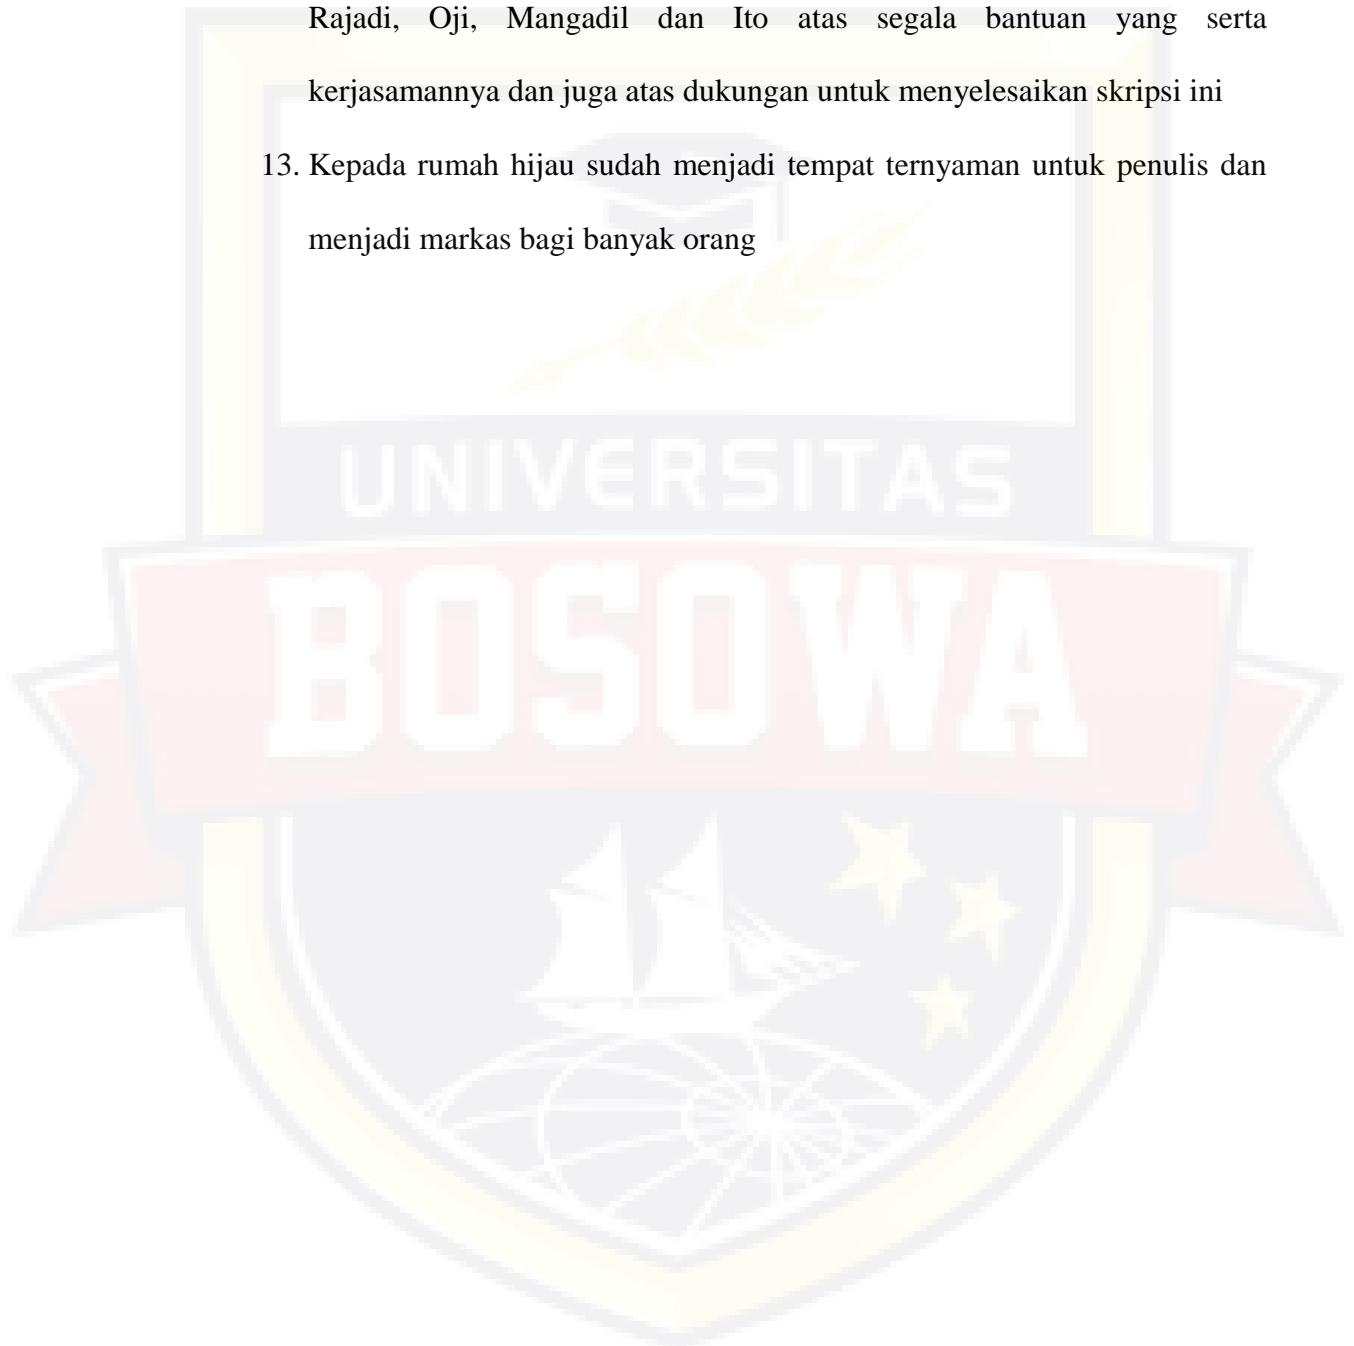 Rajadi, Oji, Mangadil dan Ito atas segala bantuan yang serta
kerjasamannya dan juga atas dukungan untuk menyelesaikan skripsi ini
13. Kepada rumah hijau sudah menjadi tempat ternyaman untuk penulis dan
menjadi markas bagi banyak orang
UNIVERSITAS
BOSOWA